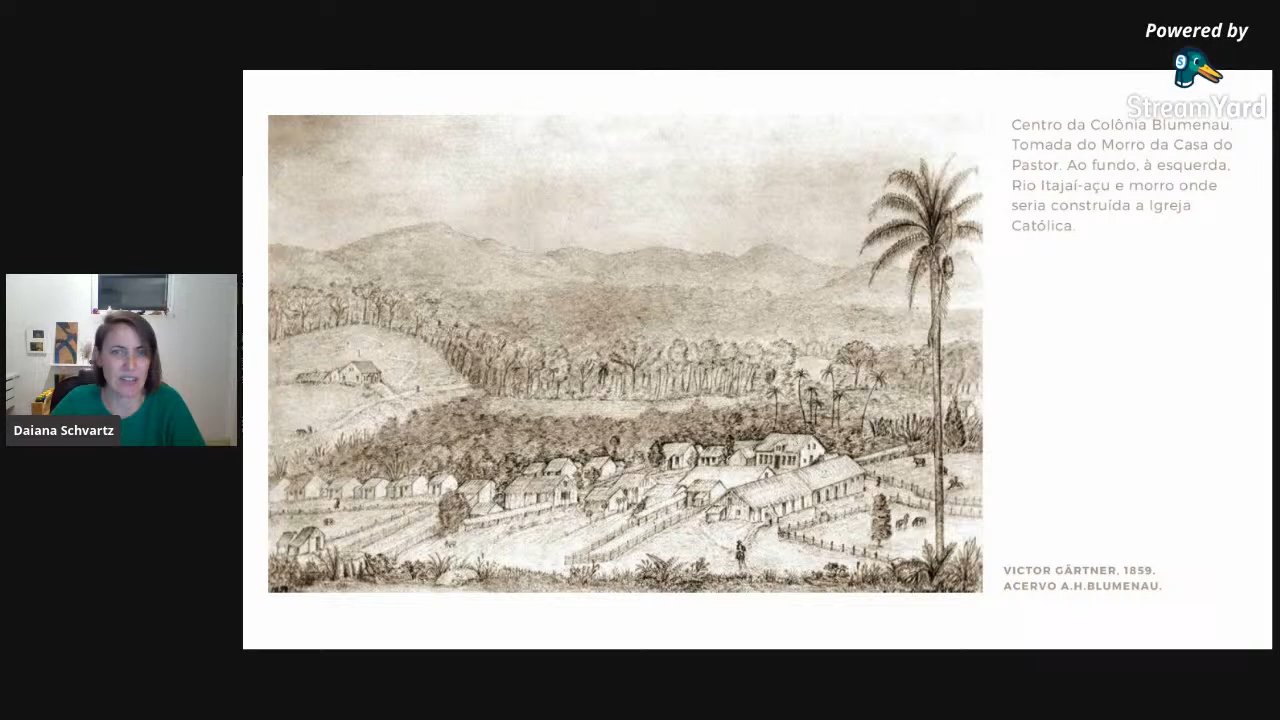 Powered by
StreamYard
Centro da Colônia Blumenau.
Tomada do Morro da Casa do
Pastor. Ao fundo, à esquerda,
Rio Itajaí-açu e morro onde
seria construída a Igreja
Católica.
Daiana Schvartz
VICTOR GÄRTNER, 1859.
ACERVO A.H.BLUMENAU.